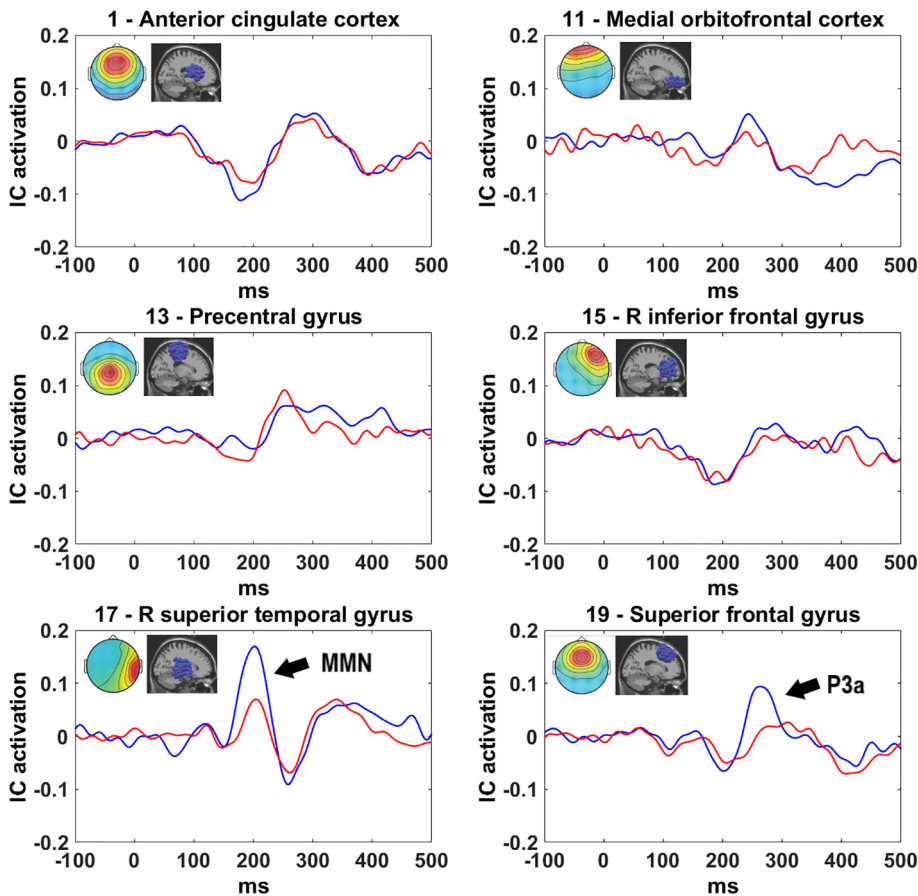 1 - Anterior cingulate cortex
0.2
0.1
0
-0.1
-0.2
IC activation
-100 0 100 200 300 400 500
ms
11 - Medial orbitofrontal cortex
0.2
0.1
0
-0.1
-0.2
IC activation
-100 0 100 200 300 400 500
ms
13 - Precentral gyrus
0.2
0.1
0
-0.1
-0.2
IC activation
-100 0 100 200 300 400 500
ms
15 - R inferior frontal gyrus
0.2
0.1
0
-0.1
-0.2
IC activation
-100 0 100 200 300 400 500
ms
17 - R superior temporal gyrus
0.2
0.1
0
-0.1
-0.2
IC activation
MMN
-100 0 100 200 300 400 500
ms
19 - Superior frontal gyrus
0.2
0.1
0
-0.1
-0.2
IC activation
P3a
-100 0 100 200 300 400 500
ms